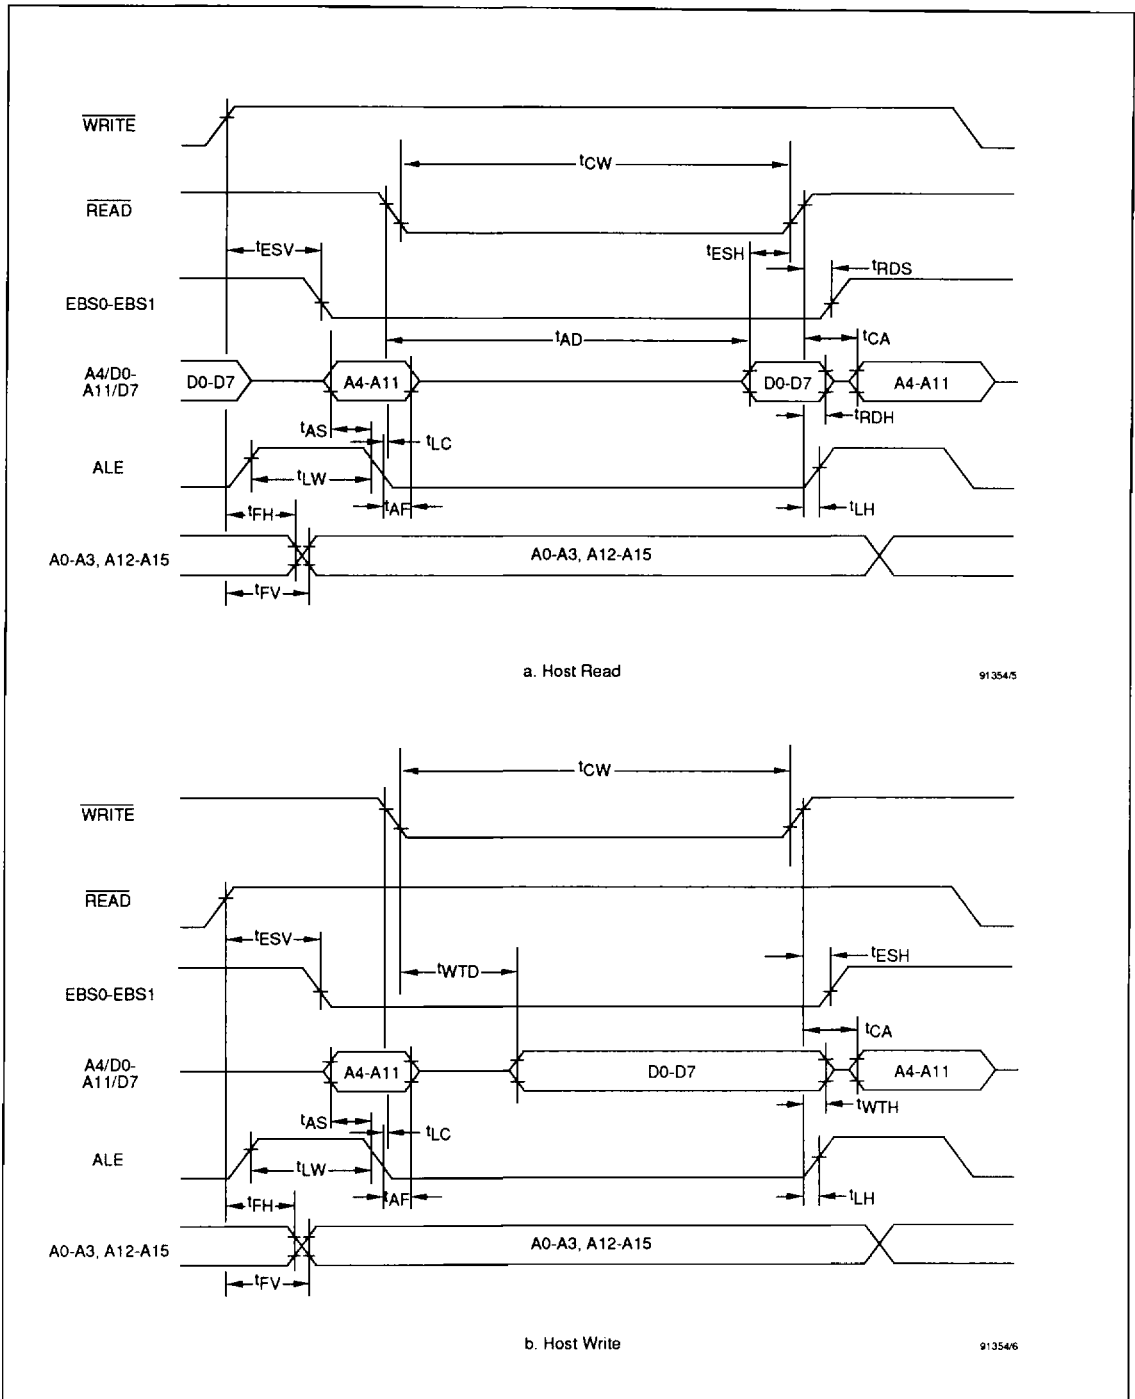 WRITE
tCW
READ
tESV
tESH
tRDS
EBS0-EBS1
tAD
tCA
A4/D0-
A11/D7
D0-D7
A4-A11
D0-D7
A4-A11
tRDH
tAS
tLC
ALE
tLW
tAF
tLH
tFH
A0-A3, A12-A15
A0-A3, A12-A15
tFV
a. Host Read
91354/5
tCW
WRITE
READ
tESV
tWTD
tESH
EBS0-EBS1
tCA
A4/D0-
A11/D7
A4-A11
D0-D7
A4-A11
tWTH
tAS
tLC
ALE
tLW
tAF
tLH
tFH
A0-A3, A12-A15
A0-A3, A12-A15
tFV
b. Host Write
91354/6